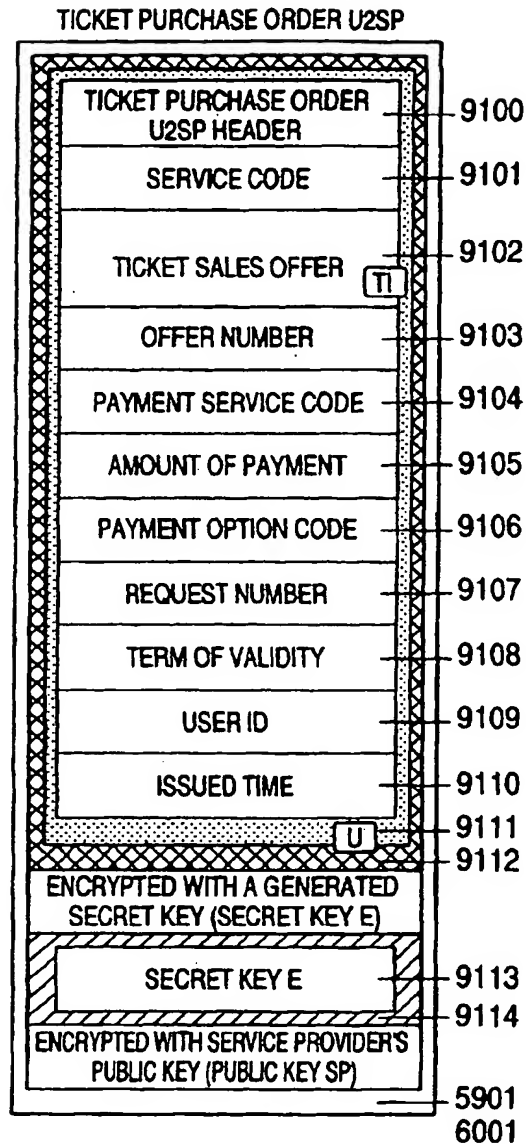 TICKET PURCHASE ORDER U2SP
TICKET PURCHASE ORDER
U2SP HEADER
9100
SERVICE CODE
9101
TICKET SALES OFFER
9102
TI
OFFER NUMBER
9103
PAYMENT SERVICE CODE
9104
AMOUNT OF PAYMENT
9105
PAYMENT OPTION CODE
9106
REQUEST NUMBER
9107
TERM OF VALIDITY
9108
USER ID
9109
ISSUED TIME
9110
U
9111
9112
ENCRYPTED WITH A GENERATED
SECRET KEY (SECRET KEY E)
SECRET KEY E
9113
9114
ENCRYPTED WITH SERVICE PROVIDER'S
PUBLIC KEY (PUBLIC KEY SP)
5901
6001